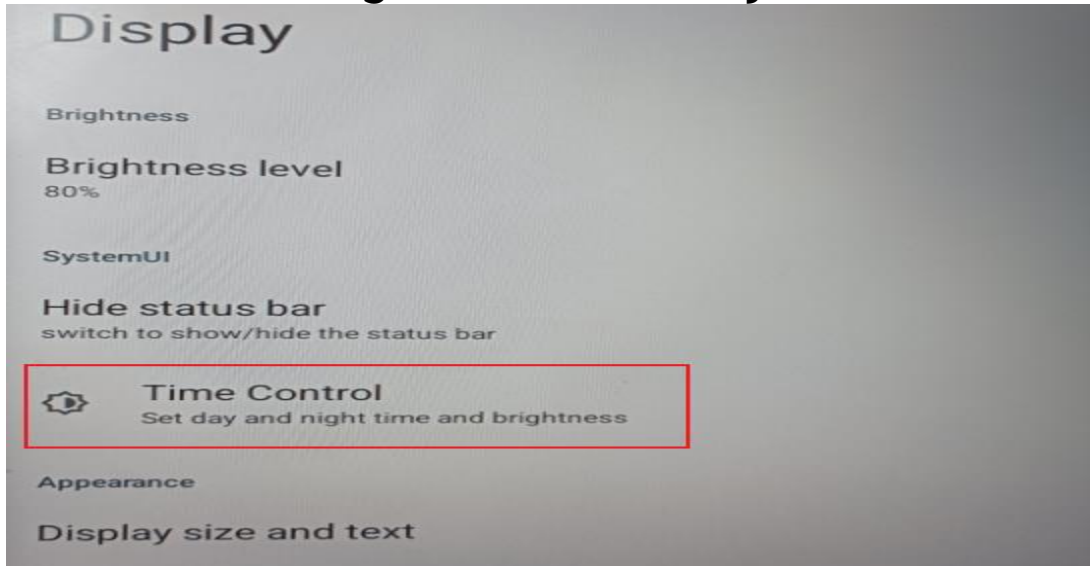 Display
Brightness
Brightness level
80%
SystemUI
Hide status bar
switch to show/hide the status bar
Time Control
Set day and night time and brightness
Appearance
Display size and text